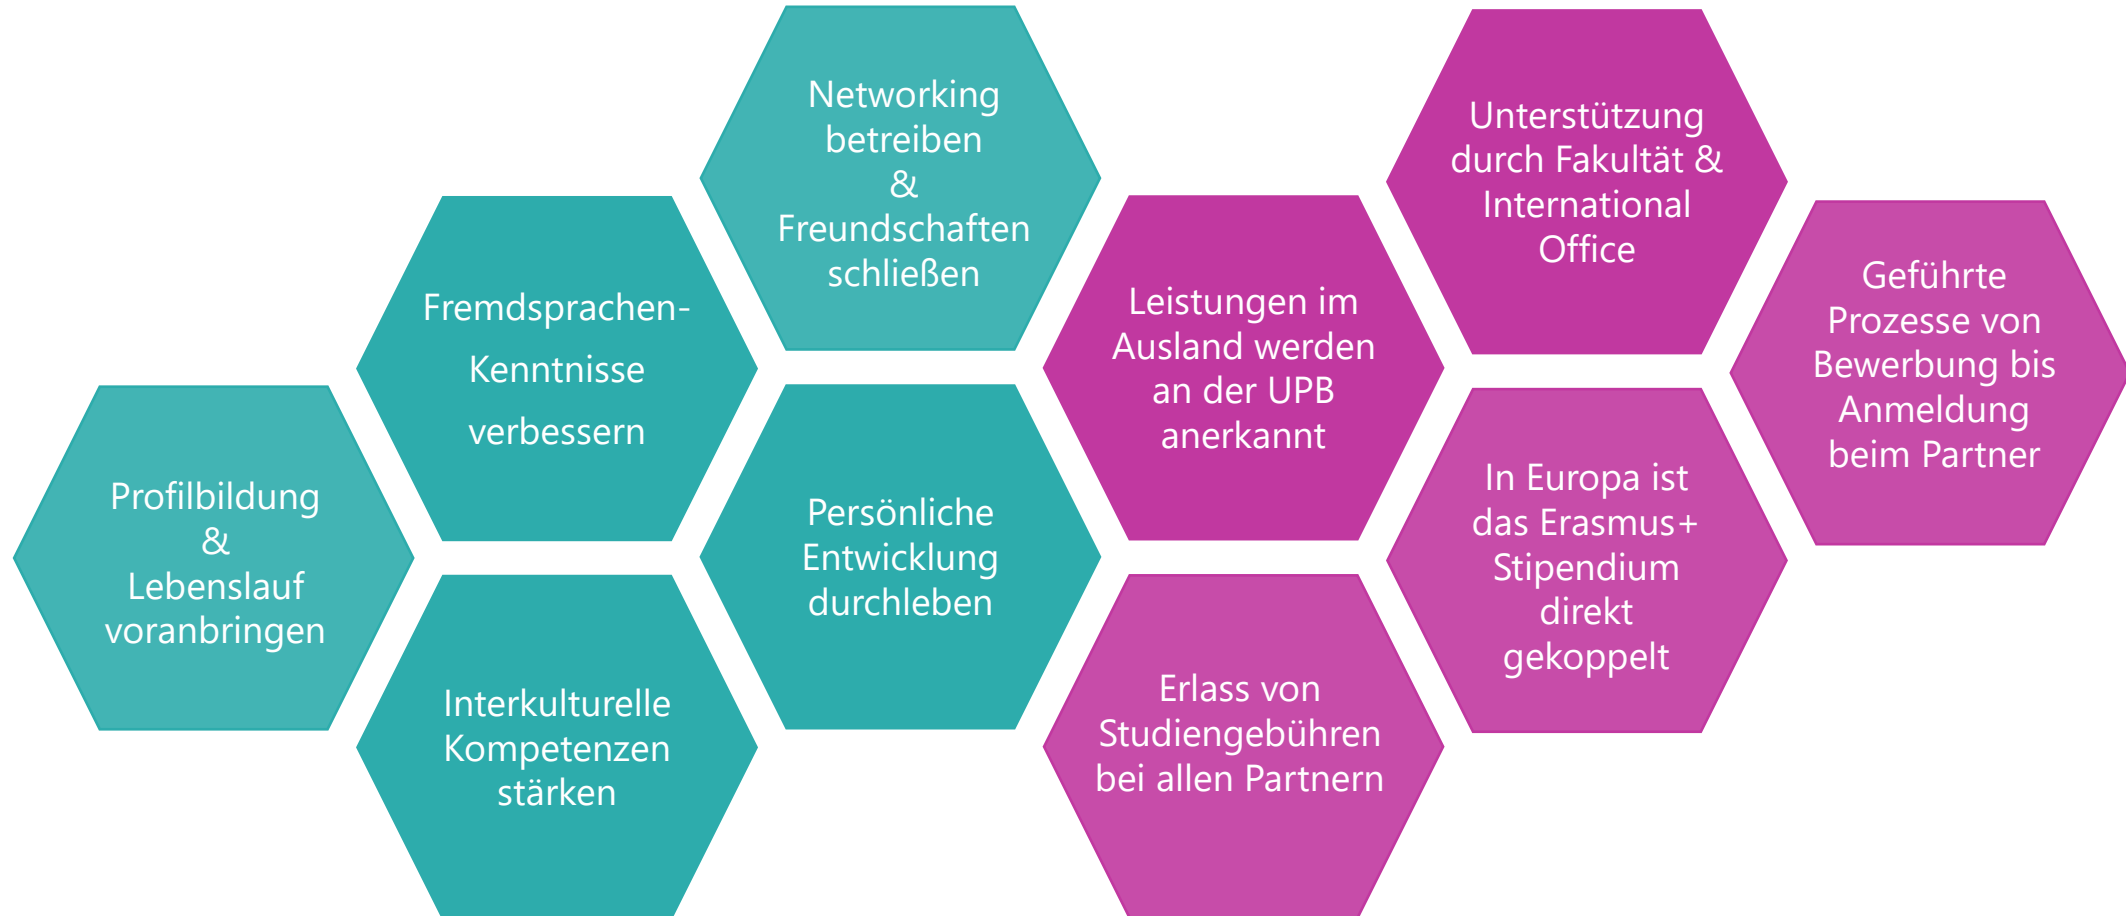 Networking
betreiben
&
Freundschaften
schließen
Unterstützung
durch Fakultät &
International
Office
Fremdsprachen-
Kenntnisse
verbessern
Leistungen im
Ausland werden
an der UPB
anerkannt
Geführte
Prozesse von
Bewerbung bis
Anmeldung
beim Partner
Profilbildung
&
Lebenslauf
voranbringen
Persönliche
Entwicklung
durchleben
In Europa ist
das Erasmus+
Stipendium
direkt
gekoppelt
Interkulturelle
Kompetenzen
stärken
Erlass von
Studiengebühren
bei allen Partnern